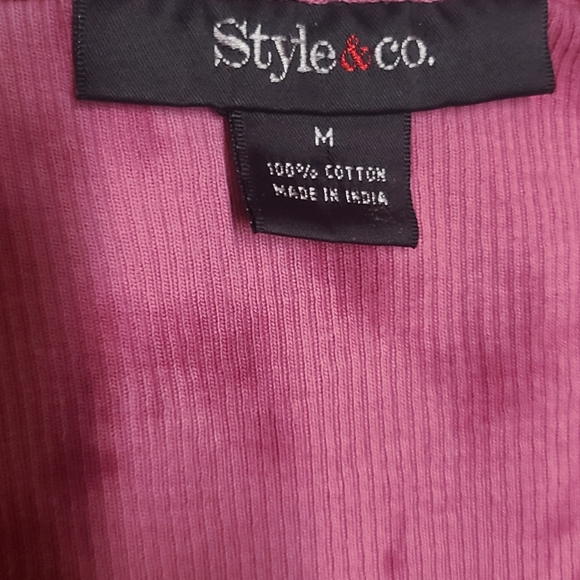 Style&co.
M
100% COTTON
MADE IN INDIA